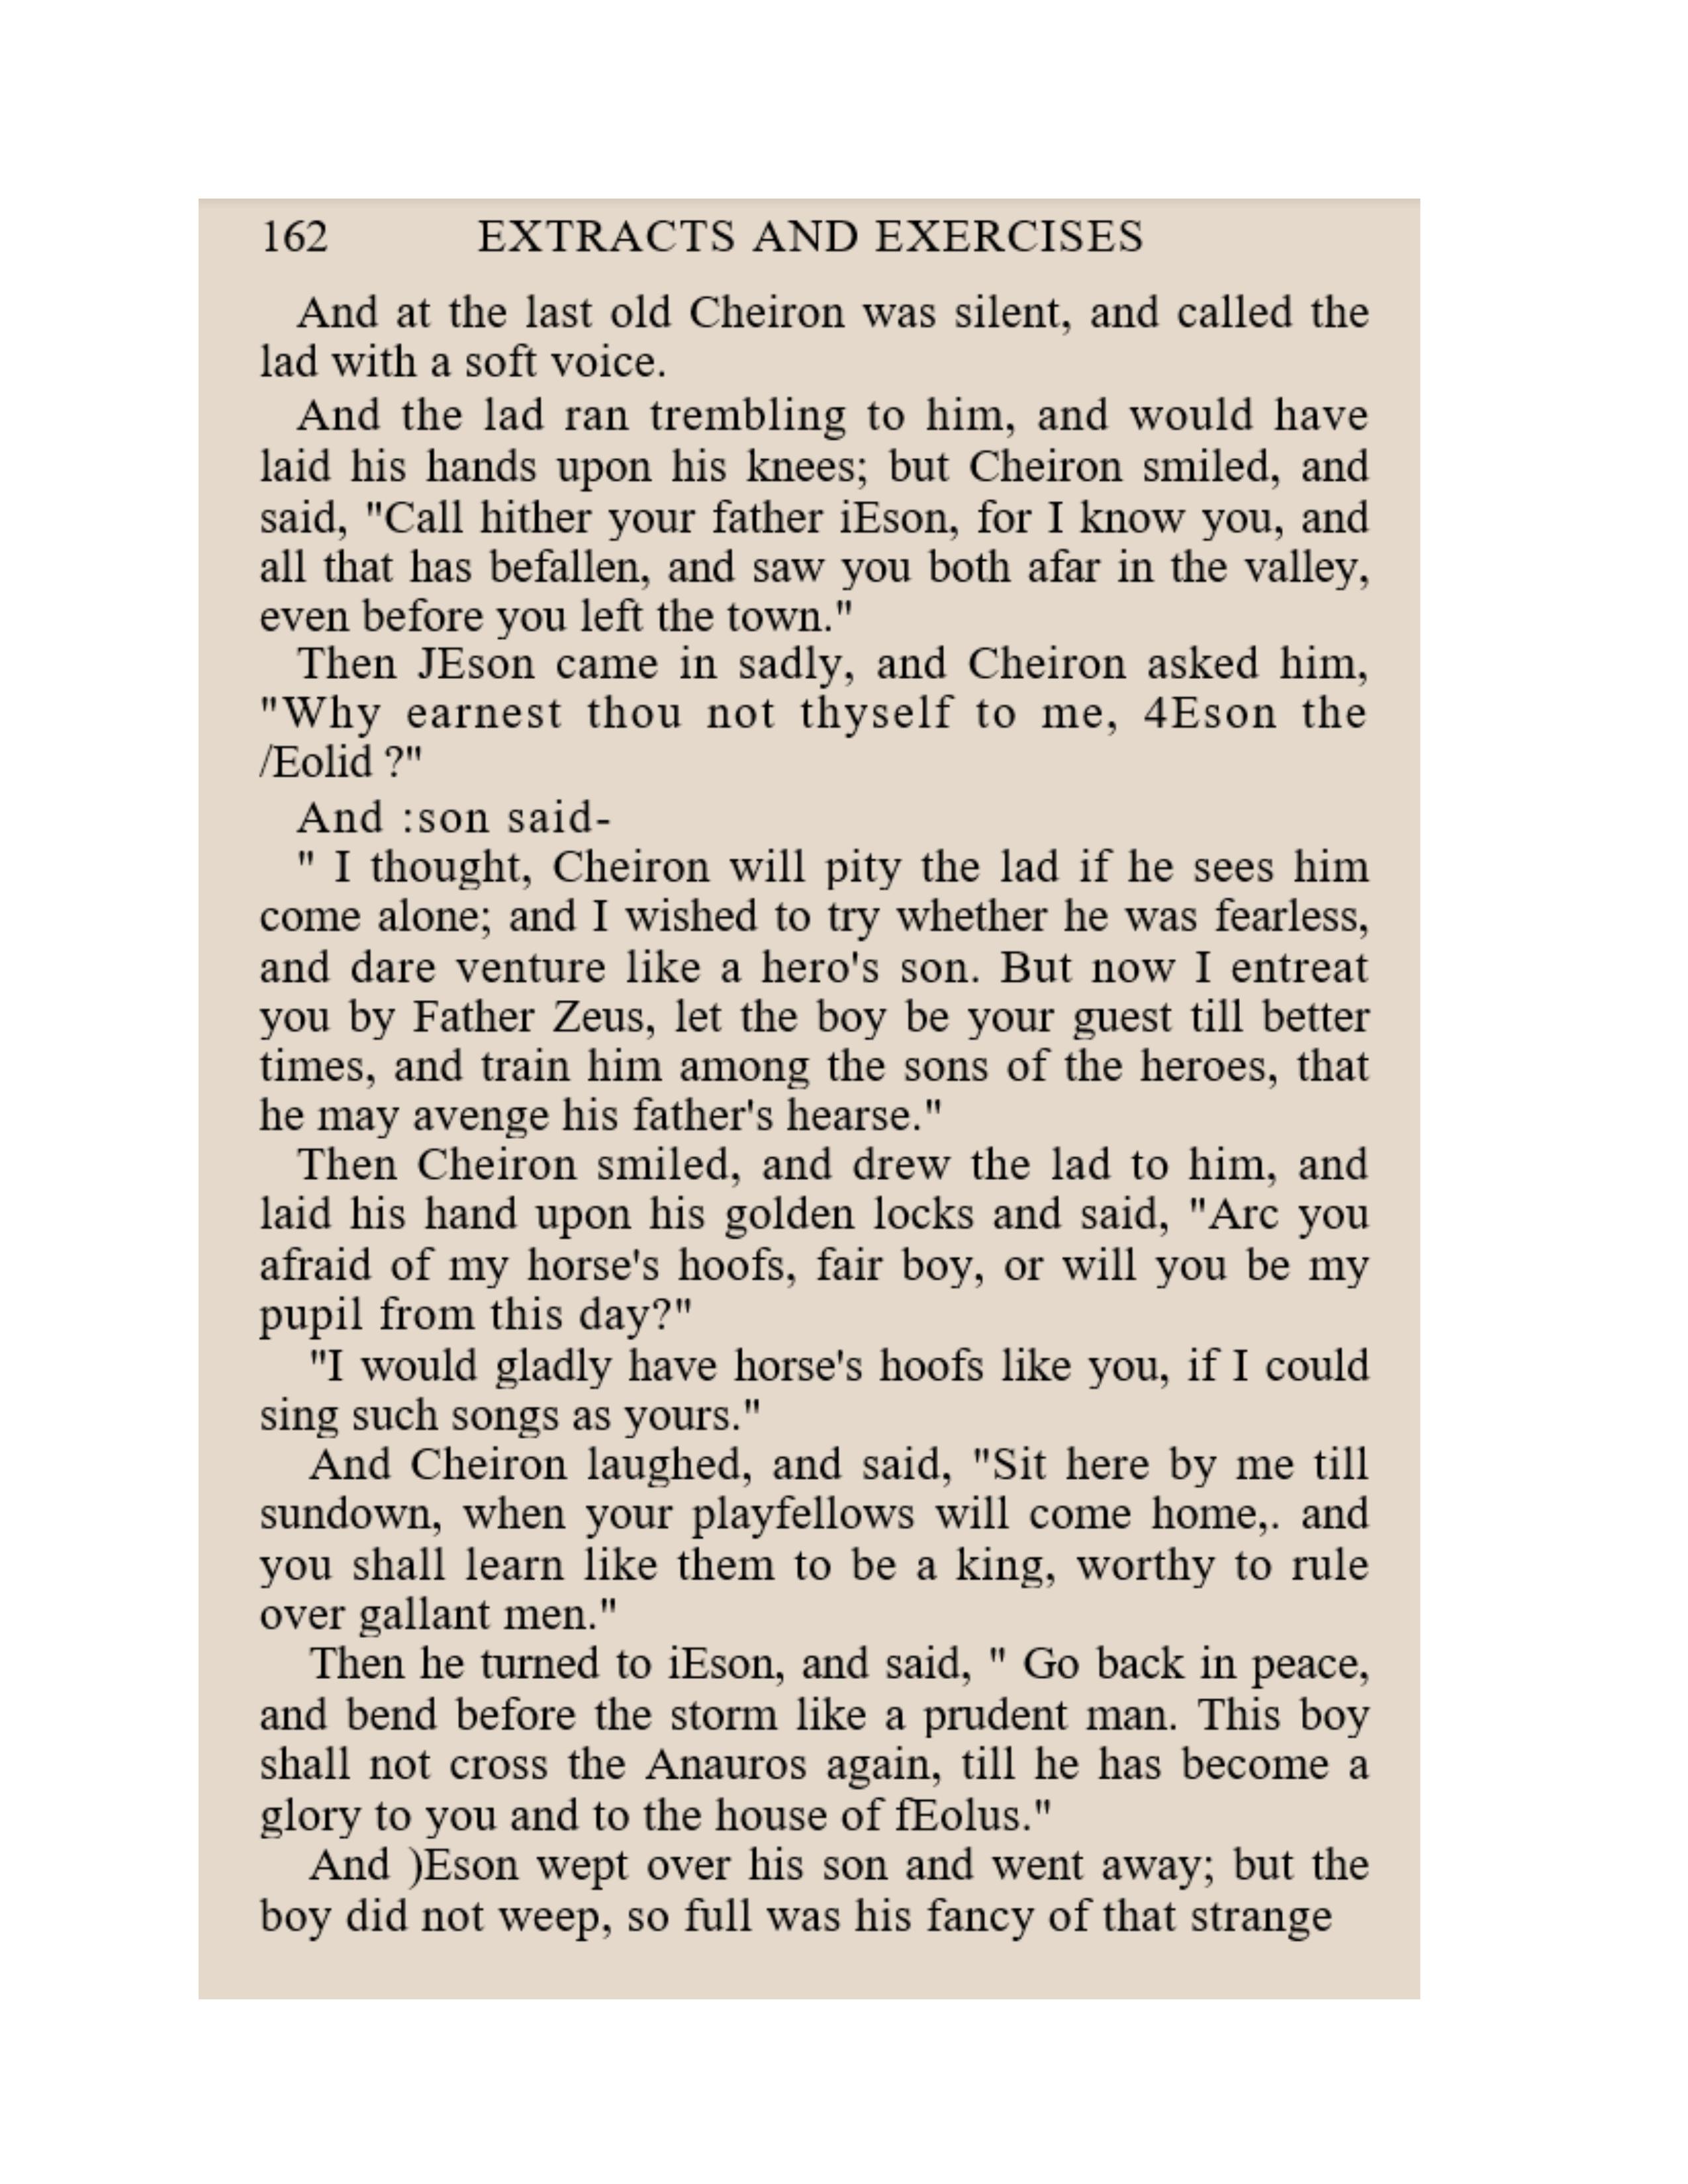 162 EXTRACTS AND EXERCISES
And at the last old Cheiron was silent, and called the
lad with a soft voice.
And the lad ran trembling to him, and would have
laid his hands upon his knees; but Cheiron smiled, and
said, "Call hither your father iEson, for I know you, and
all that has befallen, and saw you both afar in the valley,
even before you left the town."
Then JEson came in sadly, and Cheiron asked him,
"Why earnest thou not thyself to me, 4Eson the
/Eolid ?"
And :son said-
" I thought, Cheiron will pity the lad if he sees him
come alone; and I wished to try whether he was fearless,
and dare venture like a hero's son. But now I entreat
you by Father Zeus, let the boy be your guest till better
times, and train him among the sons of the heroes, that
he may avenge his father's hearse."
Then Cheiron smiled, and drew the lad to him, and
laid his hand upon his golden locks and said, "Arc you
afraid of my horse's hoofs, fair boy, or will you be my
pupil from this day?"
"I would gladly have horse's hoofs like you, if I could
sing such songs as yours."
And Cheiron laughed, and said, "Sit here by me till
sundown, when your playfellows will come home,. and
you shall learn like them to be a king, worthy to rule
over gallant men."
Then he turned to iEson, and said, " Go back in peace,
and bend before the storm like a prudent man. This boy
shall not cross the Anauros again, till he has become a
glory to you and to the house of fEolus."
And )Eson wept over his son and went away; but the
boy did not weep, so full was his fancy of that strange